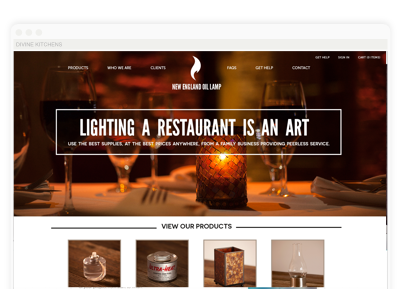 DIVINE KITCHENS
GET HELP SIGN IN CART (0 ITEMS)
PRODUCTS WHO WE ARE CLIENTS FAQS GET HELP CONTACT
NEW ENGLAND OIL LAMP
LIGHTING A RESTAURANT IS AN ART
USE THE BEST SUPPLIES, AT THE BEST PRICES ANYWHERE, FROM A FAMILY BUSINESS PROVIDING PEERLESS SERVICE.
VIEW OUR PRODUCTS